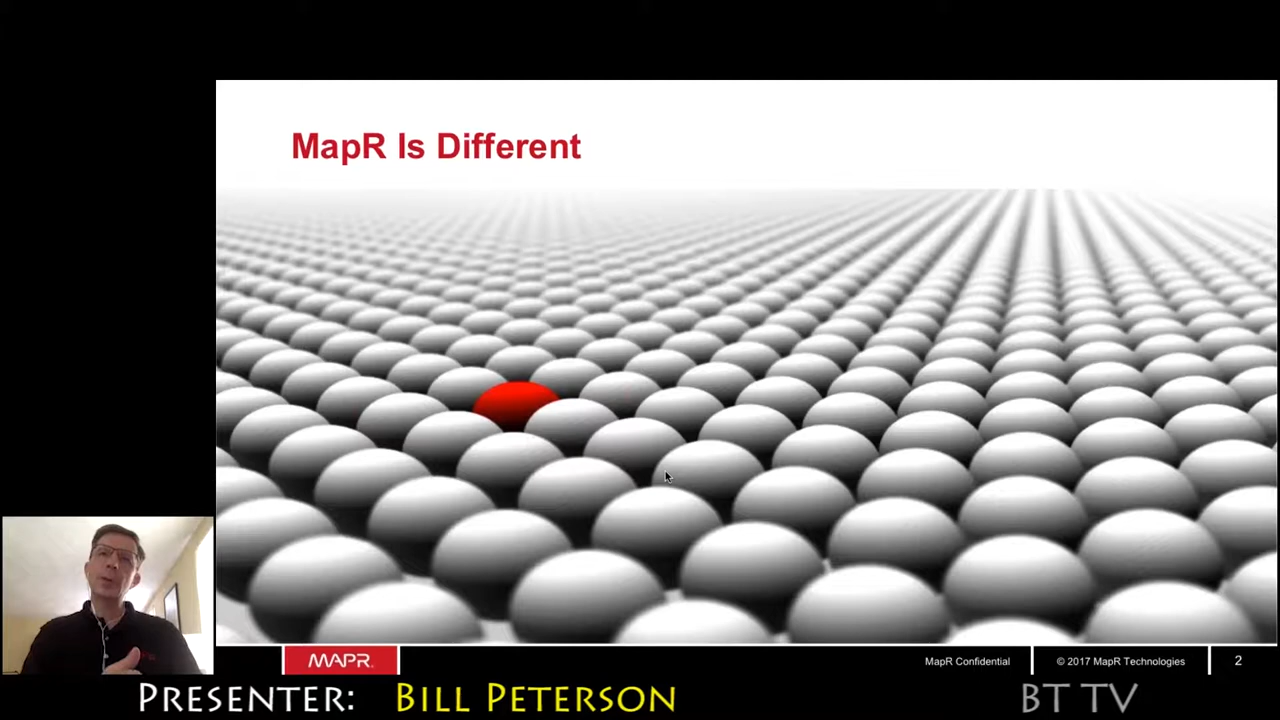 MapR Is Different
MAPR
MapR Confidential
© 2017 MapR Technologies
2
PRESENTER: BILL PETERSON
BT TV